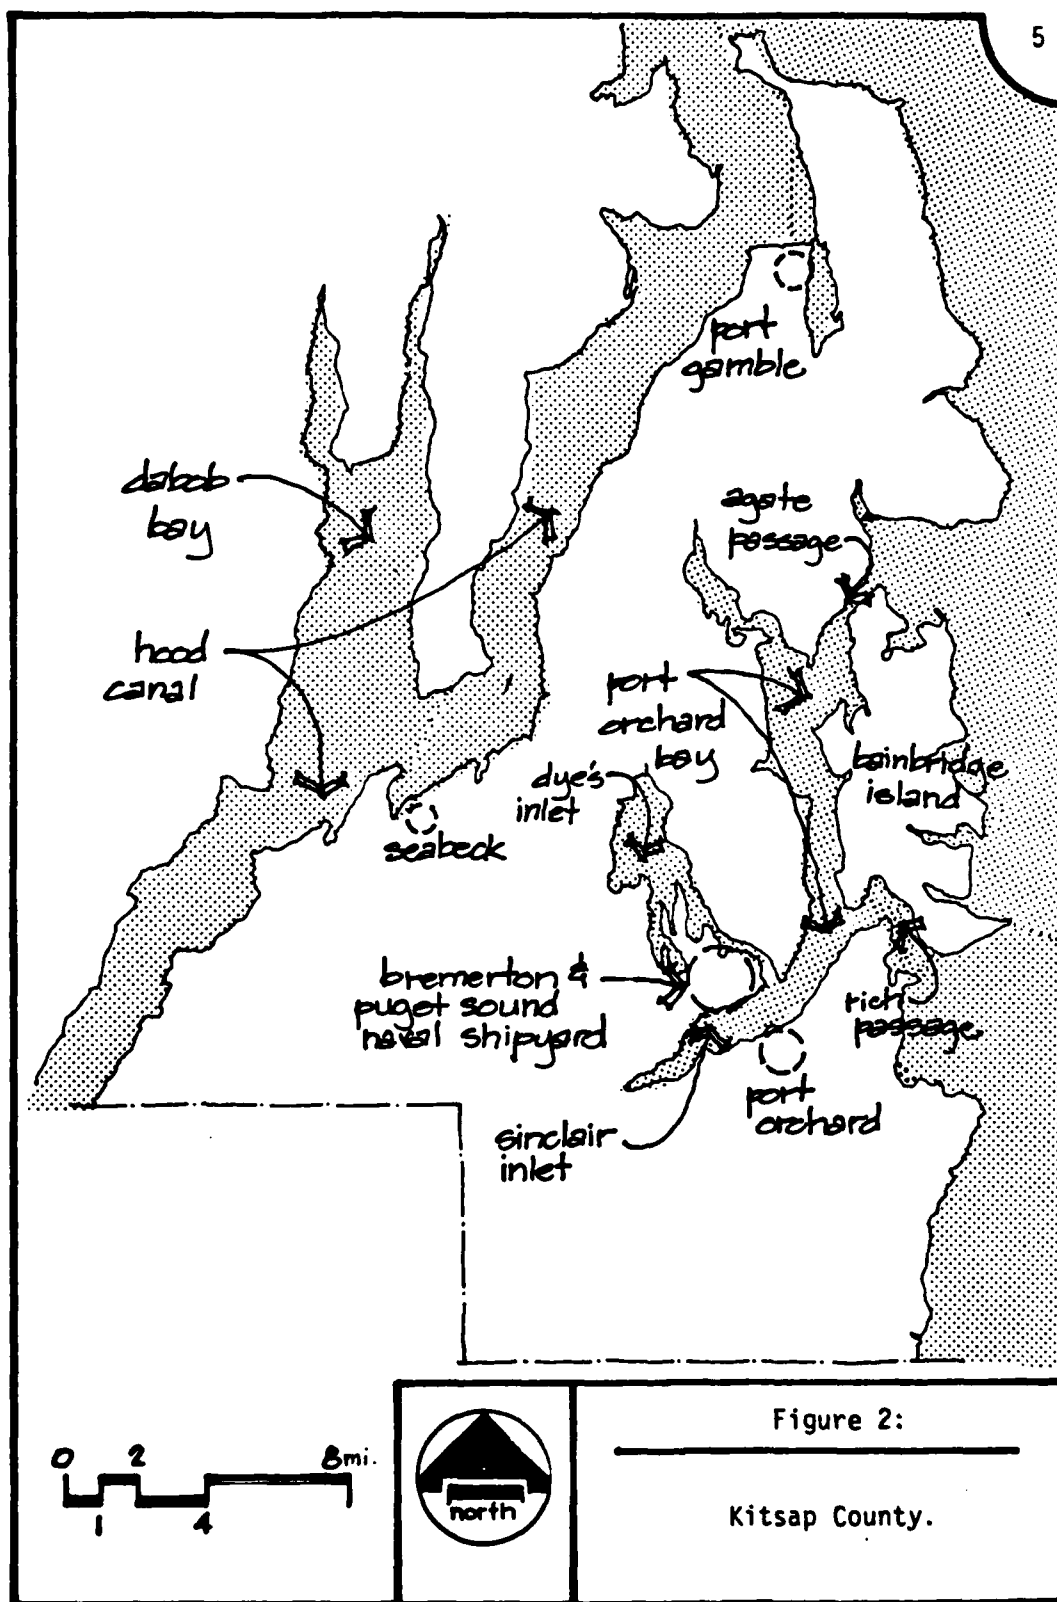 5
port
gamble
dabob
bay
agate
passage
hood
canal
port
orchard
bay
bainbridge
island
dye's
inlet
seabeck
bremerton &
puget sound
naval shipyard
rich
passage
port
orchard
sinclair
inlet
0 2 8mi.
1 4
north
Figure 2:
Kitsap County.